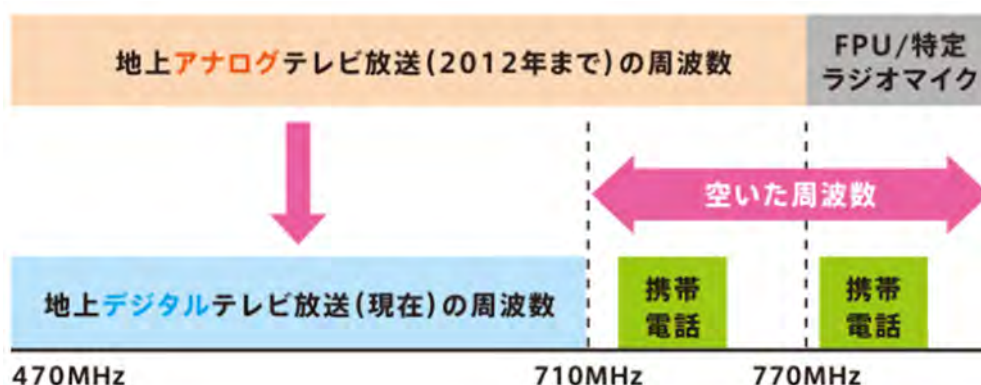 地上アナログテレビ放送(2012年まで)の周波数
FPU/特定
ラジオマイク
空いた周波数
地上デジタルテレビ放送(現在)の周波数
携帯
電話
携帯
電話
470MHz
710MHz
770MHz